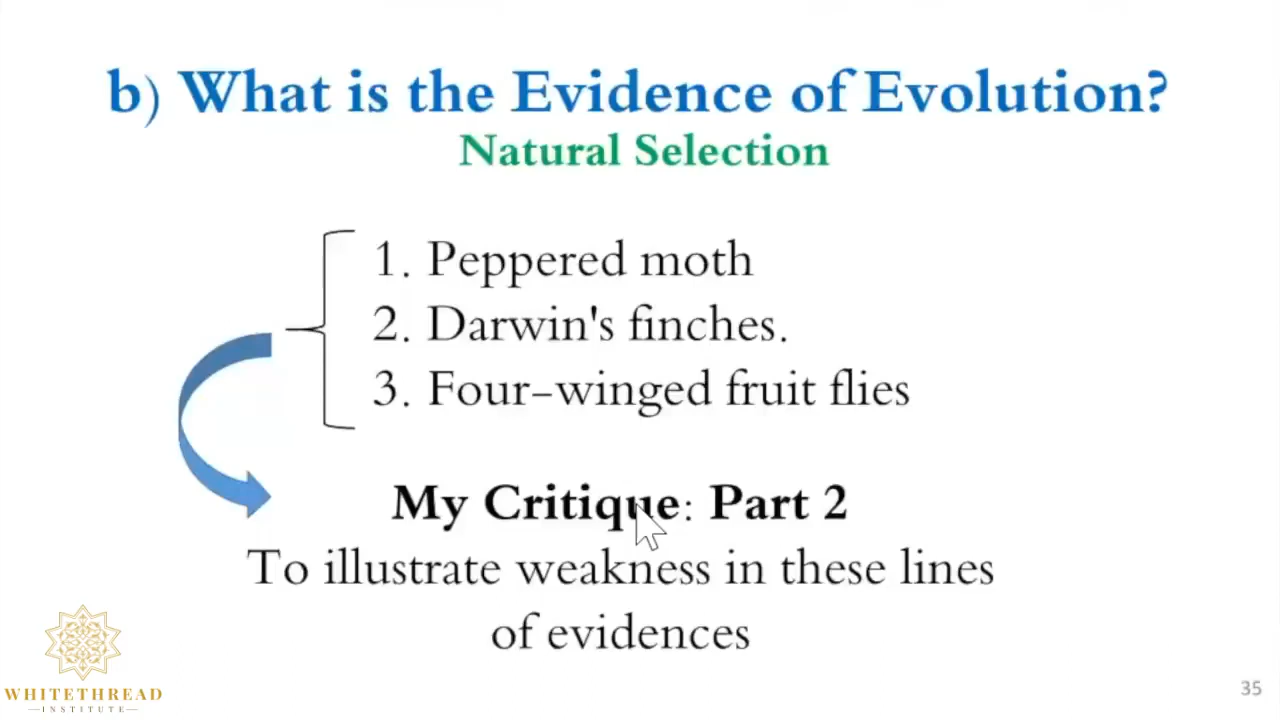 b) What is the Evidence of Evolution?
Natural Selection
1. Peppered moth
2. Darwin's finches.
3. Four-winged fruit flies
My Critique: Part 2
To illustrate weakness in these lines
of evidences
WHITETHREAD
INSTITUTE
35